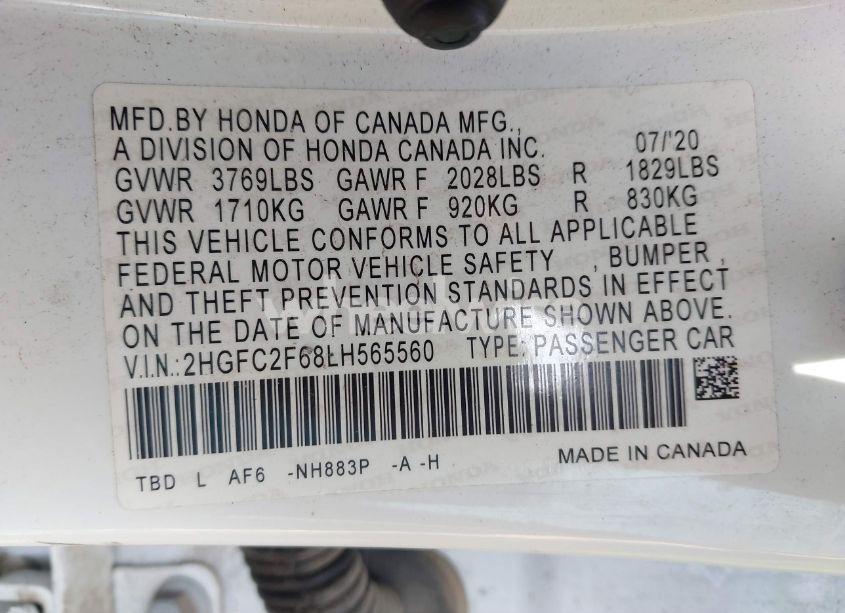 MFD.BY HONDA OF CANADA MFG.,
A DIVISION OF HONDA CANADA INC. 07/'20
GVWR 3769LBS GAWR F 2028LBS R 1829LBS
GVWR 1710KG GAWR F 920KG R 830KG
THIS VEHICLE CONFORMS TO ALL APPLICABLE
FEDERAL MOTOR VEHICLE SAFETY , BUMPER ,
AND THEFT PREVENTION STANDARDS IN EFFECT
ON THE DATE OF MANUFACTURE SHOWN ABOVE.
V.I.N.:2HGFC2F68LH565560 TYPE: PASSENGER CAR
TBD L AF6 -NH883P -A -H MADE IN CANADA